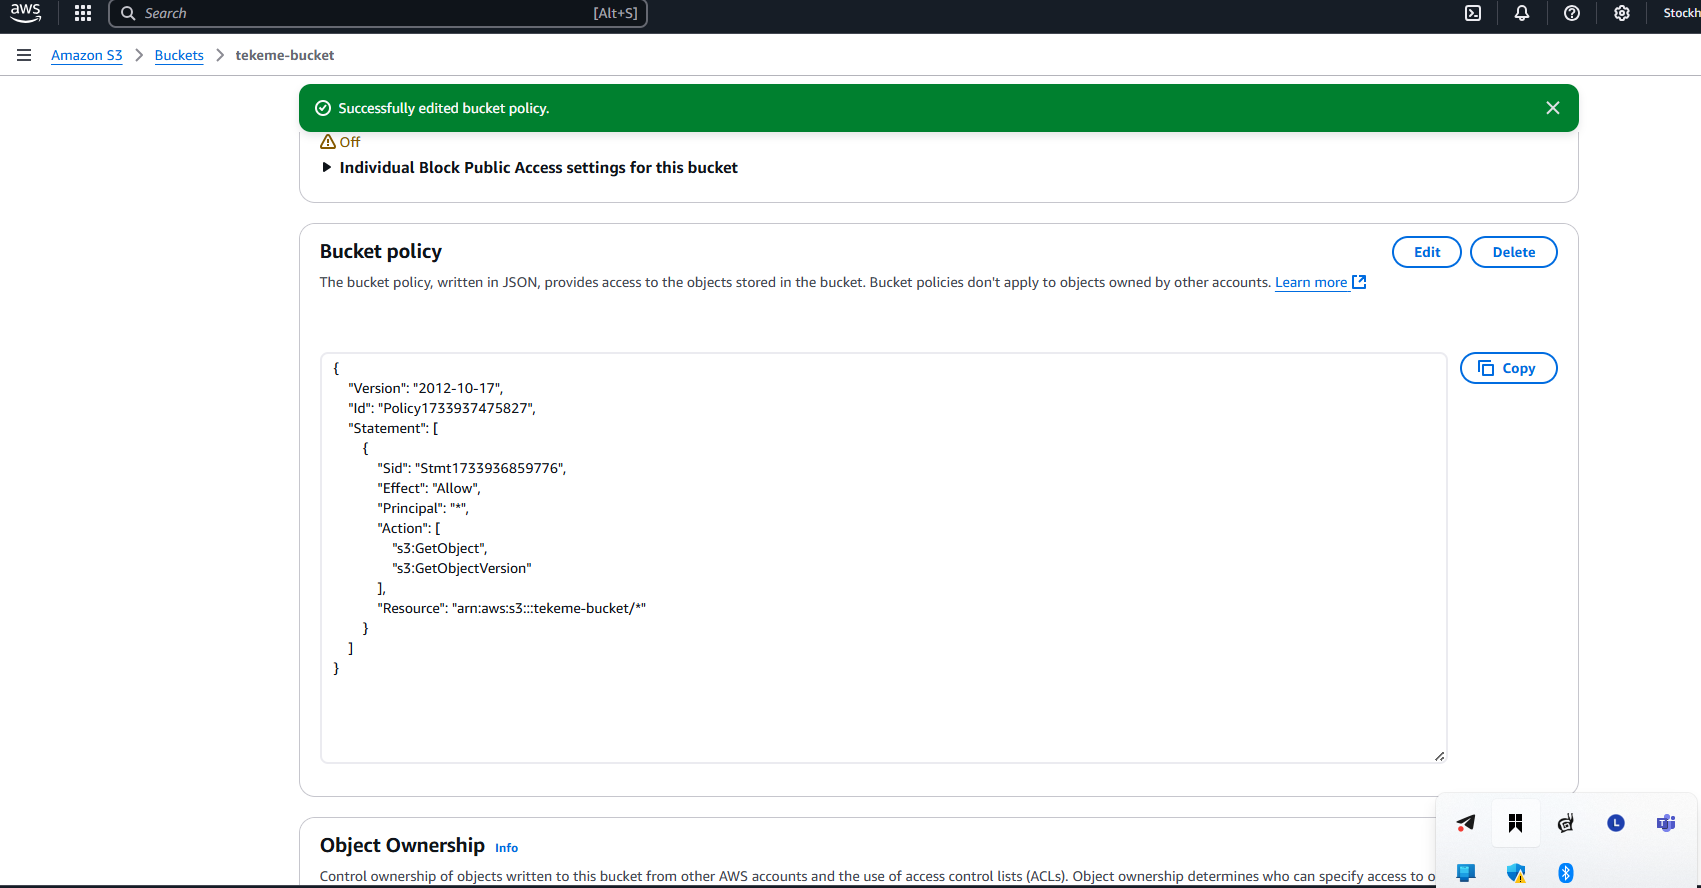 aws
Search [Alt+S]
Stockh
Amazon S3 > Buckets > tekeme-bucket
Successfully edited bucket policy.
Off
Individual Block Public Access settings for this bucket
Bucket policy
Edit
Delete
The bucket policy, written in JSON, provides access to the objects stored in the bucket. Bucket policies don't apply to objects owned by other accounts. Learn more
Copy
{
"Version": "2012-10-17",
"Id": "Policy1733937475827",
"Statement": [
{
"Sid": "Stmt1733936859776",
"Effect": "Allow",
"Principal": "*",
"Action": [
"s3:GetObject",
"s3:GetObjectVersion"
],
"Resource": "arn:aws:s3:::tekeme-bucket/*"
}
]
}
Object Ownership Info
Control ownership of objects written to this bucket from other AWS accounts and the use of access control lists (ACLs). Object ownership determines who can specify access to o